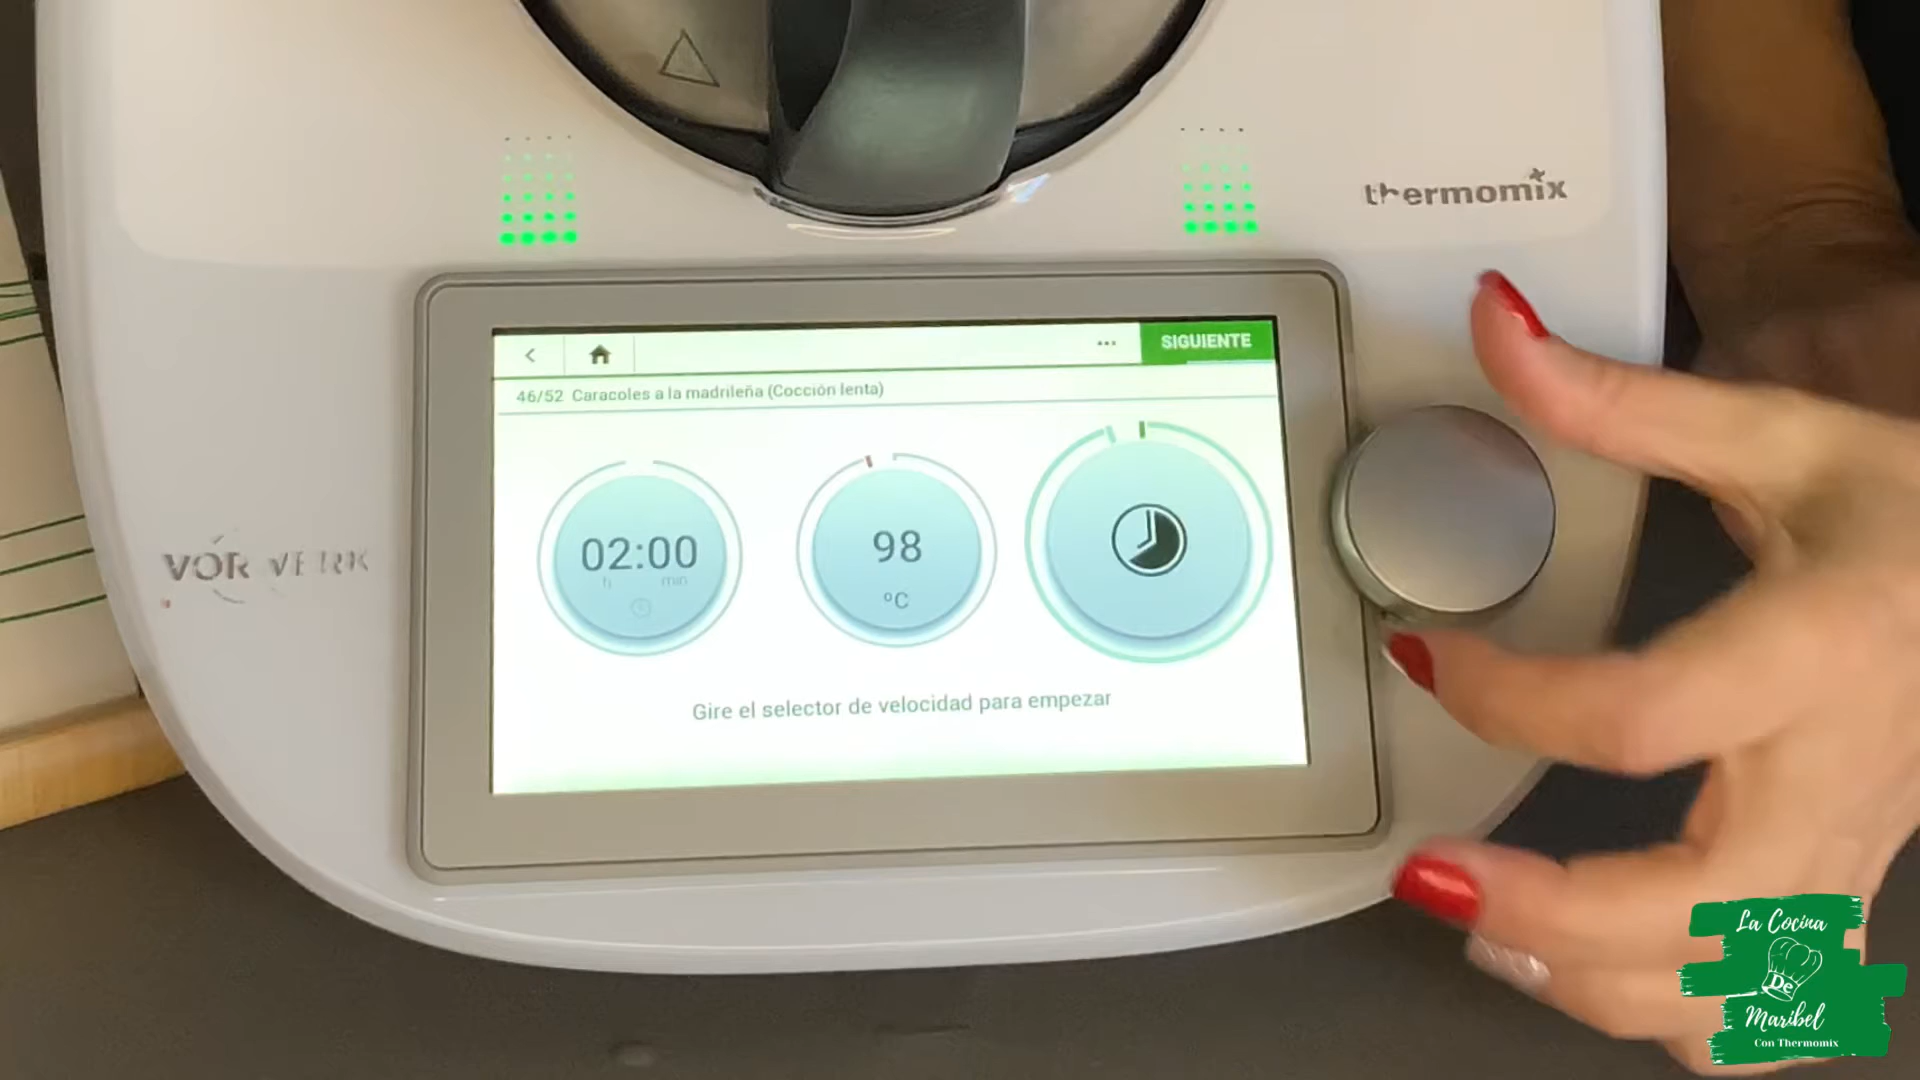 thermomix
VORWERK
SIGUIENTE
46/52 Caracoles a la madrileña (Cocción lenta)
02:00
h min
98
°C
Gire el selector de velocidad para empezar
La Cocina
De
Maribel
Con Thermomix